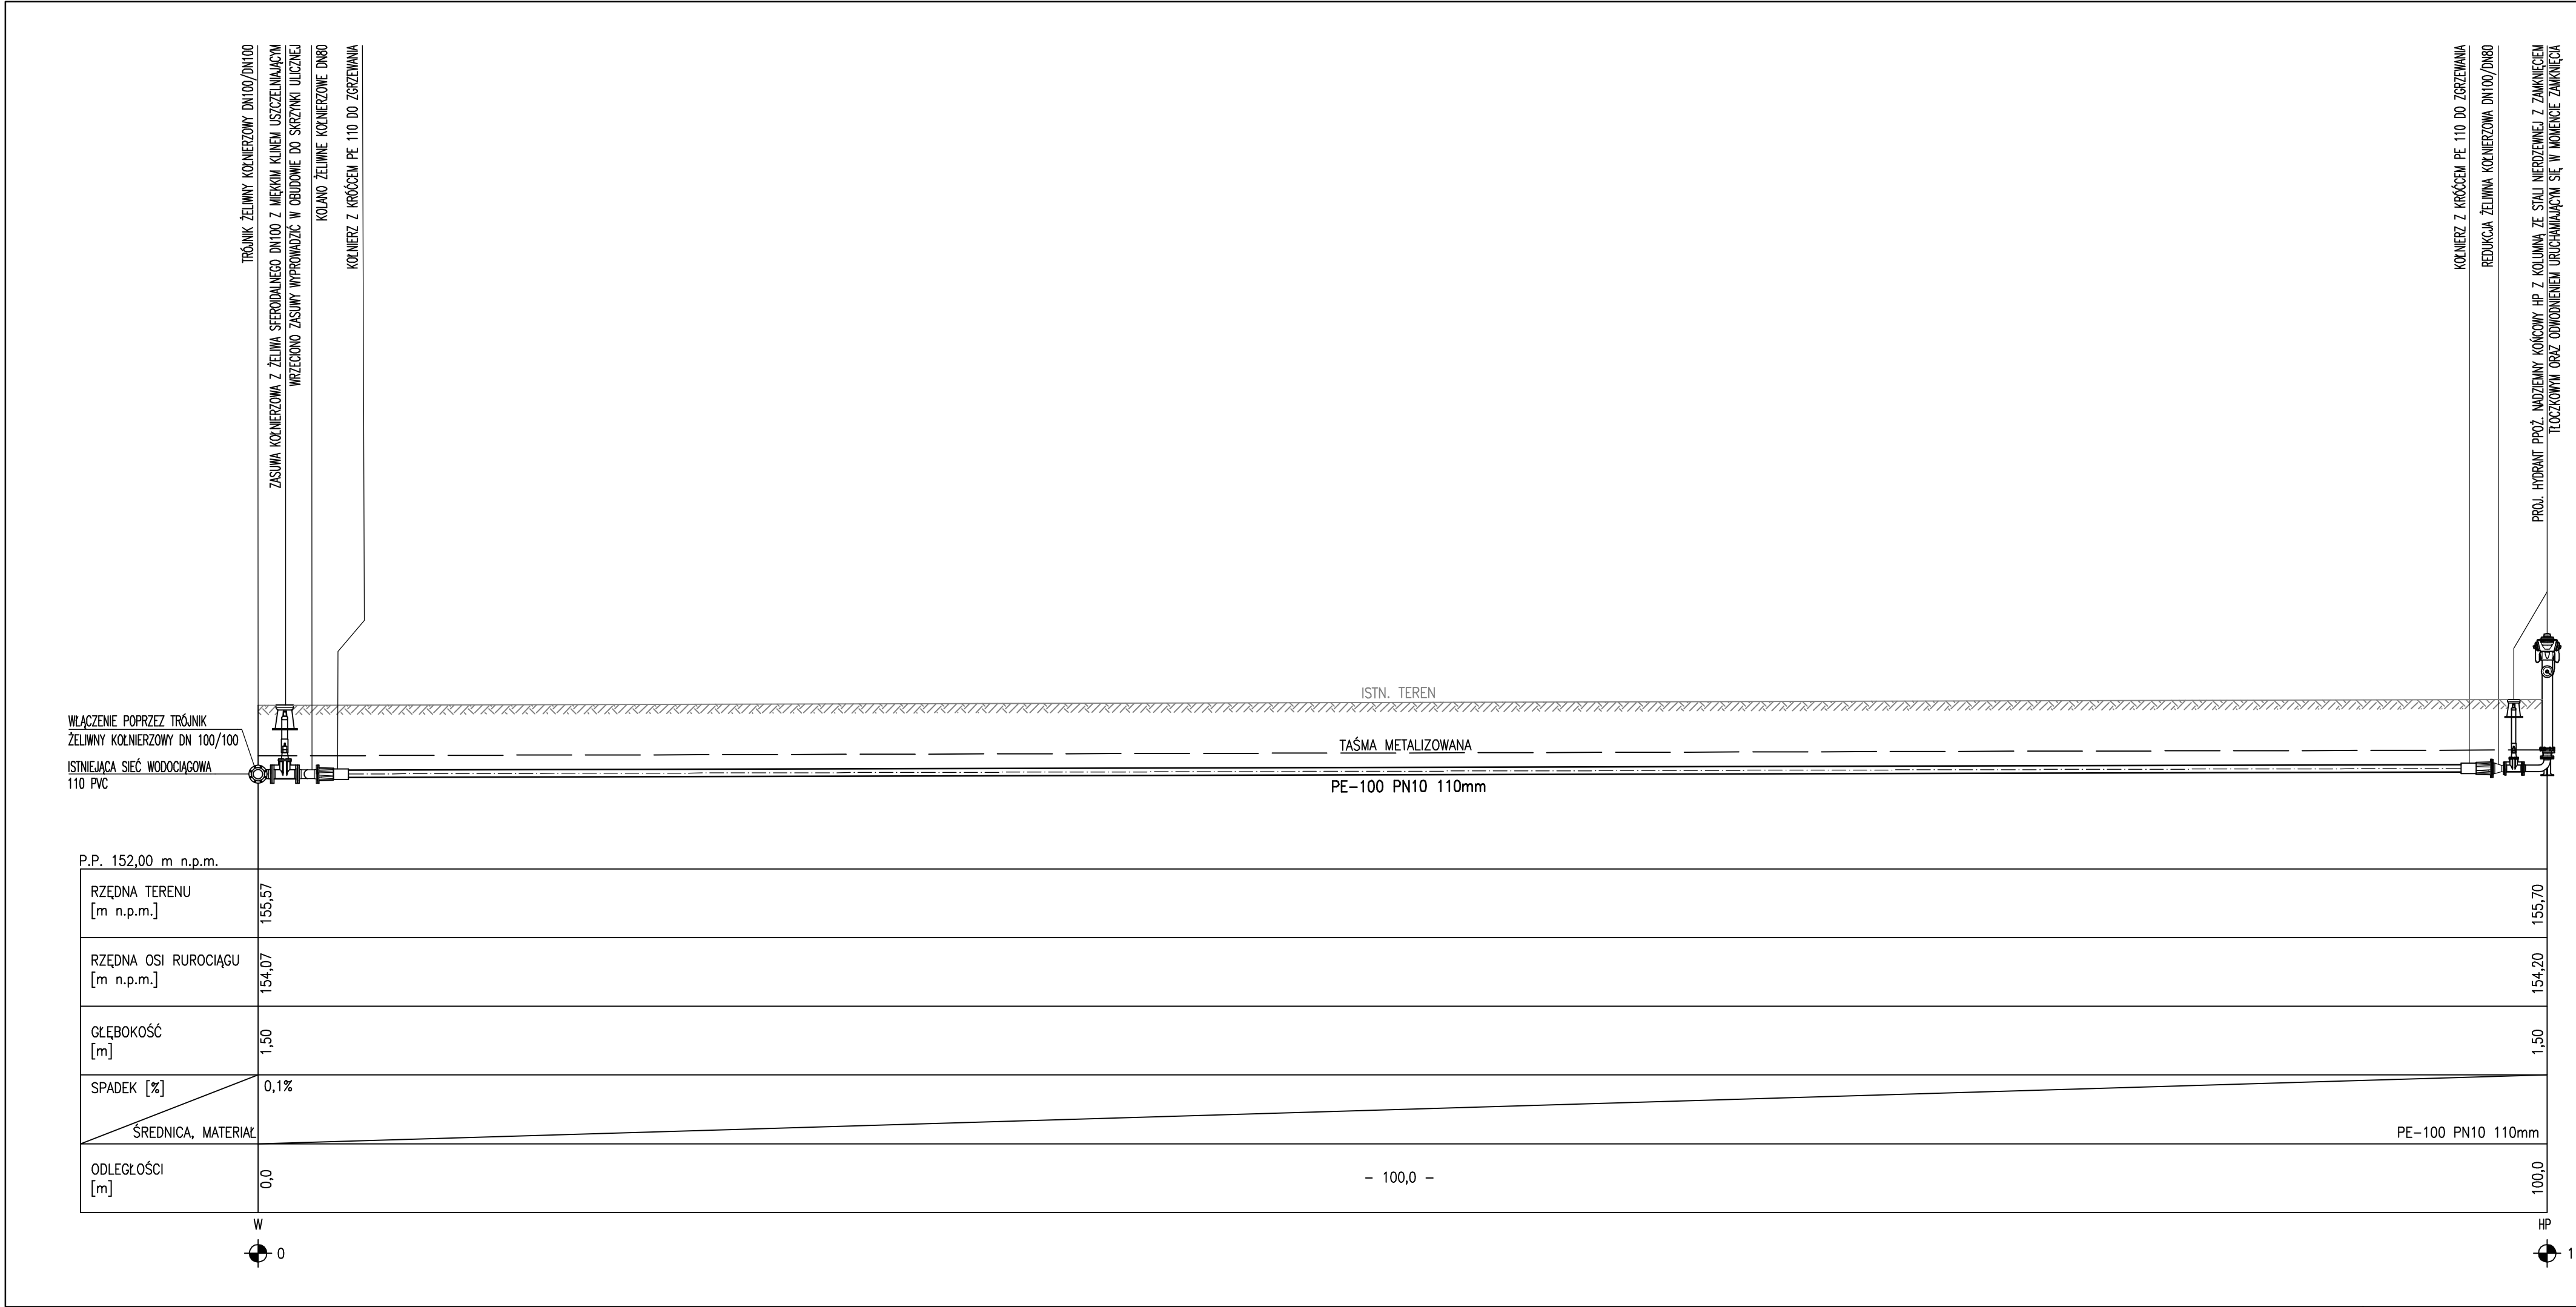 TRÓJNIK ŻELIWNY KOŁNIERZOWY DN100/DN100
ZASUWA KOŁNIERZOWA Z ŻELIWA SFEROIDALNEGO DN100 Z MIĘKKIM KLINEM USZCZELNIAJĄCYM
WRZECIONO ZASUWY WYPROWADZIĆ W OBUDOWIE DO SKRZYNKI ULICZNEJ
KOLANO ŻELIWNE KOŁNIERZOWE DN80
KOŁNIERZ Z KRÓĆCEM PE 110 DO ZGRZEWANIA
KOŁNIERZ Z KRÓĆCEM PE 110 DO ZGRZEWANIA
REDUKCJA ŻELIWNA KOŁNIERZOWA DN100/DN80
PROJ. HYDRANT PPOŻ. NADZIEMNY KOŃCOWY HP Z KOLUMNĄ ZE STALI NIERDZEWNEJ Z ZAMKNIĘCIEM
TŁOCZKOWYM ORAZ ODWODNIENIEM URUCHAMIAJĄCYM SIĘ W MOMENCIE ZAMKNIĘCIA
ISTN. TEREN
WŁĄCZENIE POPRZEZ TRÓJNIK
ŻELIWNY KOŁNIERZOWY DN 100/100
ISTNIEJĄCA SIEĆ WODOCIĄGOWA
110 PVC
TAŚMA METALIZOWANA
PE-100 PN10 110mm
P.P. 152,00 m n.p.m.
RZĘDNA TERENU
[m n.p.m.]
155,57
155,70
RZĘDNA OSI RUROCIĄGU
[m n.p.m.]
154,07
154,20
GŁĘBOKOŚĆ
[m]
1,50
1,50
SPADEK [%]
0,1%
ŚREDNICA, MATERIAŁ
PE-100 PN10 110mm
ODLEGŁOŚCI
[m]
0,0
- 100,0 -
100,0
W
HP
0
1